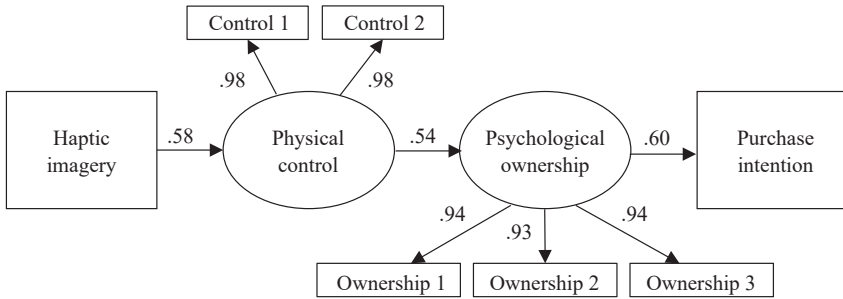 Control 1
Control 2
.98
.98
Haptic
imagery
.58
Physical
control
.54
Psychological
ownership
.60
Purchase
intention
.94
.93
.94
Ownership 1
Ownership 2
Ownership 3